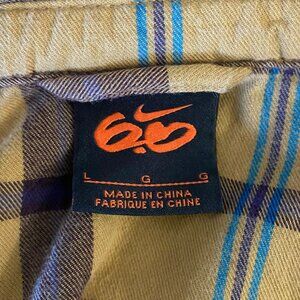 6.0
L G G
MADE IN CHINA
FABRIQUE EN CHINE